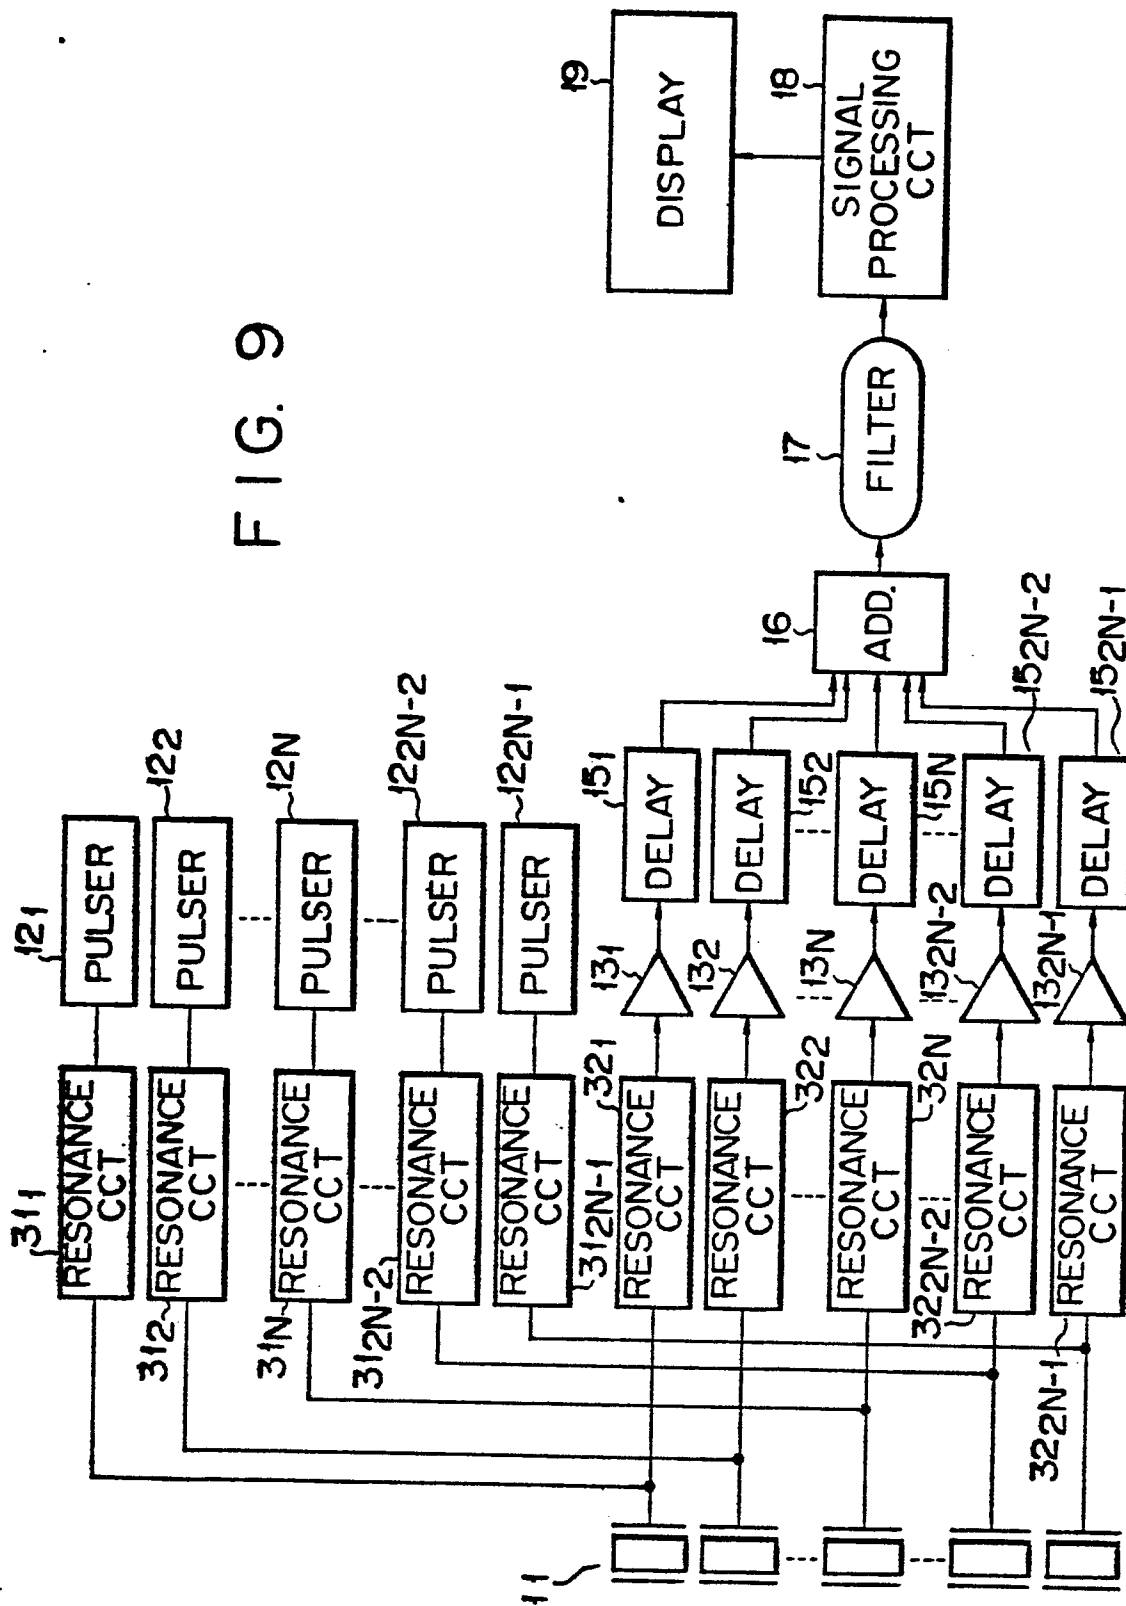 FIG. 9
311
RESONANCE
CCT
121
PULSER
312
RESONANCE
CCT
122
PULSER
31N
RESONANCE
CCT
12N
PULSER
312N-2
RESONANCE
CCT
122N-2
PULSER
312N-1
RESONANCE
CCT
122N-1
PULSER
11
321
RESONANCE
CCT
131
151
DELAY
322
RESONANCE
CCT
132
152
DELAY
32N
RESONANCE
CCT
13N
15N
DELAY
322N-2
RESONANCE
CCT
132N-2
152N-2
DELAY
322N-1
RESONANCE
CCT
132N-1
152N-1
DELAY
16
ADD.
17
FILTER
18
SIGNAL
PROCESSING
CCT
19
DISPLAY